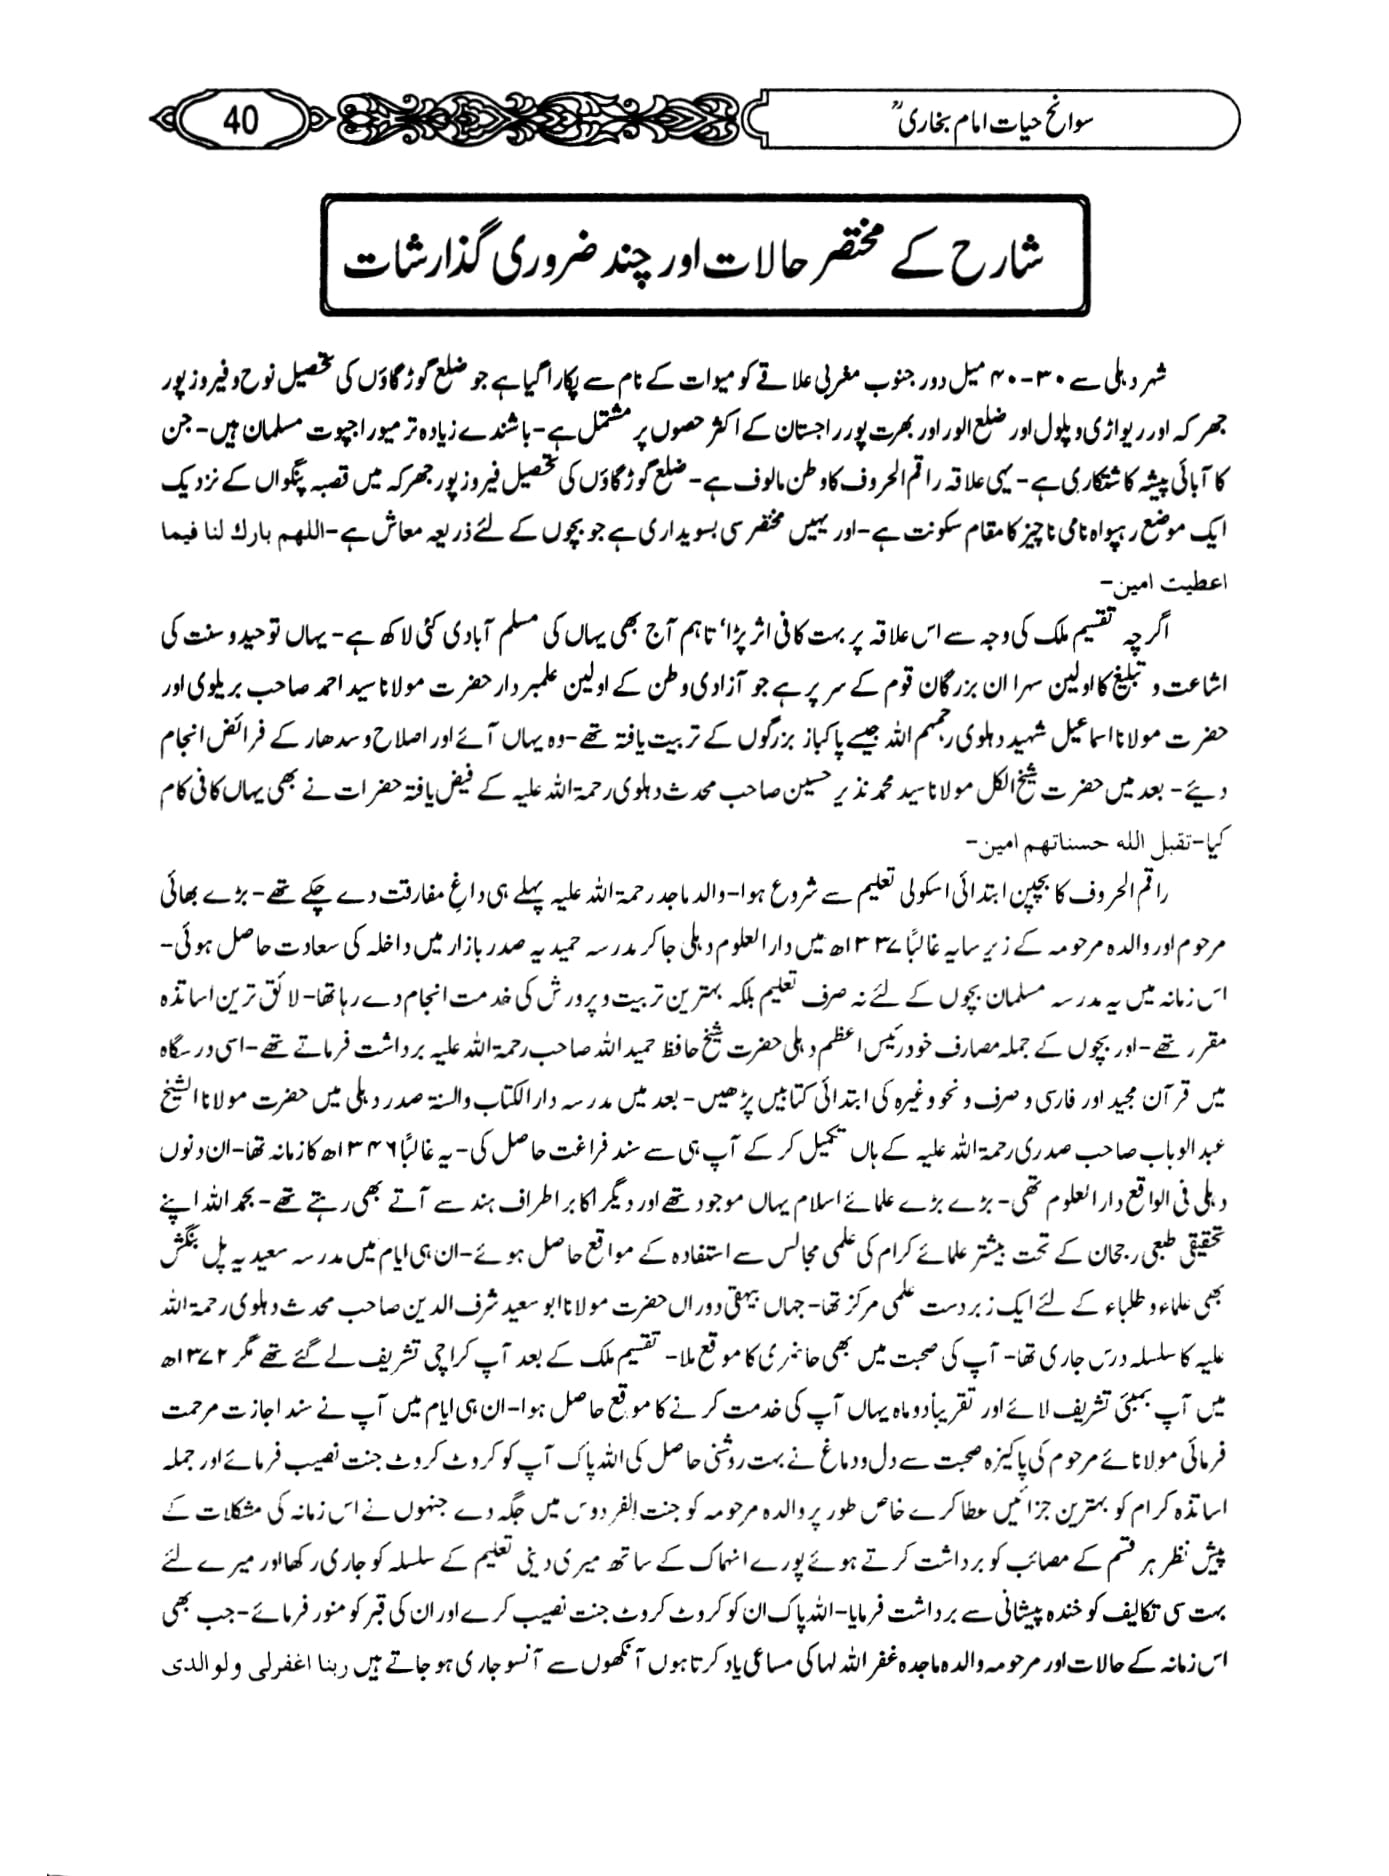 سوانح حیات امام بخاریؒ
40
شارح کے مختصر حالات اور چند ضروری گذارشات
شہر دہلی سے ۳۰-۴۰ میل دور جنوب مغربی علاقے کو میوات کے نام سے پکارا گیا ہے جو ضلع گوڑگاؤں کی تحصیل نوح و فیروز پور
جھرکہ اور ریواڑی و پلول اور ضلع الور اور بھرت پور راجستان کے اکثر حصوں پر مشتمل ہے- باشندے زیادہ تر میو راجپوت مسلمان ہیں- جن
کا آبائی پیشہ کاشتکاری ہے- یہی علاقہ راقم الحروف کا وطن مالوف ہے- ضلع گوڑگاؤں کی تحصیل فیروز پور جھرکہ میں قصبہ پنگواں کے نزدیک
ایک موضع رہپواہ نامی ناچیز کا مقام سکونت ہے- اور یہیں مختصر سی بسویداری ہے جو بچوں کے لئے ذریعہ معاش ہے- اللھم بارك لنا فیما
اعطیت امین-
اگرچہ تقسیم ملک کی وجہ سے اس علاقہ پر بہت کافی اثر پڑا، تاہم آج بھی یہاں کی مسلم آبادی کئی لاکھ ہے- یہاں توحید و سنت کی
اشاعت و تبلیغ کا اولین سہرا ان بزرگان قوم کے سر پر ہے جو آزادی وطن کے اولین علمبردار حضرت مولانا سید احمد صاحب بریلوی اور
حضرت مولانا اسماعیل شہید دہلوی رحمہم اللہ جیسے پاکباز بزرگوں کے تربیت یافتہ تھے- وہ یہاں آئے اور اصلاح و سدھار کے فرائض انجام
دیئے- بعد میں حضرت شیخ الکل مولانا سید محمد نذیر حسین صاحب محدث دہلوی رحمۃ اللہ علیہ کے فیض یافتہ حضرات نے بھی یہاں کافی کام
کیا- تقبل الله حسناتھم امین-
راقم الحروف کا بچپن ابتدائی اسکولی تعلیم سے شروع ہوا- والد ماجد رحمۃ اللہ علیہ پہلے ہی داغِ مفارقت دے چکے تھے- بڑے بھائی
مرحوم اور والدہ مرحومہ کے زیر سایہ غالباً ۱۳۳۷ھ میں دار العلوم دہلی جا کر مدرسہ حمیدیہ صدر بازار میں داخلہ کی سعادت حاصل ہوئی-
اس زمانہ میں یہ مدرسہ مسلمان بچوں کے لئے نہ صرف تعلیم بلکہ بہترین تربیت و پرورش کی خدمت انجام دے رہا تھا- لائق ترین اساتذہ
مقرر تھے- اور بچوں کے جملہ مصارف خود رئیس اعظم دہلی حضرت شیخ حافظ حمید اللہ صاحب رحمۃ اللہ علیہ برداشت فرماتے تھے- اسی درسگاہ
میں قرآن مجید اور فارسی و صرف و نحو وغیرہ کی ابتدائی کتابیں پڑھیں- بعد میں مدرسہ دار الکتاب والسنۃ صدر دہلی میں حضرت مولانا الشیخ
عبد الوہاب صاحب صدری رحمۃ اللہ علیہ کے ہاں تکمیل کر کے آپ ہی سے سند فراغت حاصل کی- یہ غالباً ۱۳۴۶ھ کا زمانہ تھا- ان دنوں
دہلی فی الواقع دار العلوم تھی- بڑے بڑے علمائے اسلام یہاں موجود تھے اور دیگر اکابر اطراف ہند سے آتے بھی رہتے تھے- بحمد اللہ اپنے
تحقیقی طبعی رجحان کے تحت بیشتر علمائے کرام کی علمی مجالس سے استفادہ کے مواقع حاصل ہوئے- ان ہی ایام میں مدرسہ سعیدیہ پل بنگش
بھی علماء و طلباء کے لئے ایک زبردست علمی مرکز تھا- جہاں بیہقی دوراں حضرت مولانا ابو سعید شرف الدین صاحب محدث دہلوی رحمۃ اللہ
علیہ کا سلسلہ درس جاری تھا- آپ کی صحبت میں بھی حاضری کا موقع ملا- تقسیم ملک کے بعد آپ کراچی تشریف لے گئے تھے مگر ۱۳۷۲ھ
میں آپ بمبئی تشریف لائے اور تقریباً دو ماہ یہاں آپ کی خدمت کرنے کا موقع حاصل ہوا- ان ہی ایام میں آپ نے سند اجازت مرحمت
فرمائی مولانائے مرحوم کی پاکیزہ صحبت سے دل و دماغ نے بہت روشنی حاصل کی اللہ پاک آپ کو کروٹ کروٹ جنت نصیب فرمائے اور جملہ
اساتذہ کرام کو بہترین جزائیں عطا کرے خاص طور پر والدہ مرحومہ کو جنت الفردوس میں جگہ دے جنہوں نے اس زمانہ کی مشکلات کے
پیش نظر ہر قسم کے مصائب کو برداشت کرتے ہوئے پورے انہماک کے ساتھ میری دینی تعلیم کے سلسلہ کو جاری رکھا اور میرے لئے
بہت سی تکالیف کو خندہ پیشانی سے برداشت فرمایا- اللہ پاک ان کو کروٹ کروٹ جنت نصیب کرے اور ان کی قبر کو منور فرمائے- جب بھی
اس زمانہ کے حالات اور مرحومہ والدہ ماجدہ غفر اللہ لہا کی مساعی یاد کرتا ہوں آنکھوں سے آنسو جاری ہو جاتے ہیں ربنا اغفرلی ولوالدی